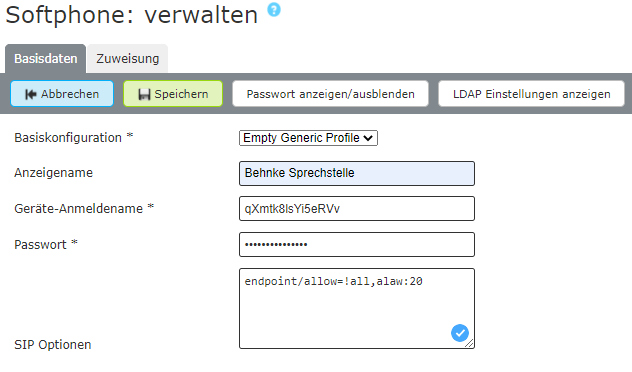 Softphone: verwalten ?
Basisdaten Zuweisung
Abbrechen Speichern Passwort anzeigen/ausblenden LDAP Einstellungen anzeigen
Basiskonfiguration * Empty Generic Profile
Anzeigename Behnke Sprechstelle
Geräte-Anmeldename * qXmtk8lsYi5eRVv
Passwort * •••••••••••••••
endpoint/allow=!all,alaw:20
SIP Optionen